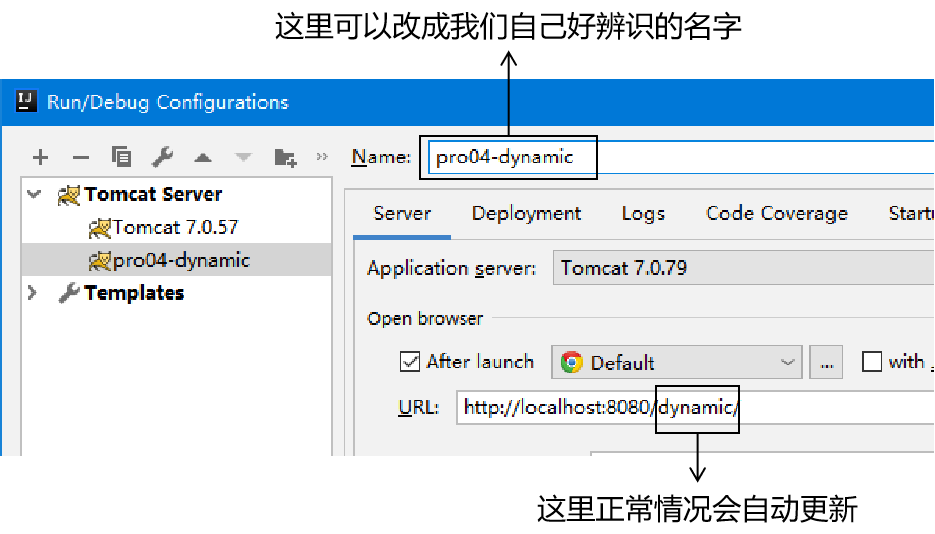 这里可以改成我们自己好辨识的名字
Run/Debug Configurations
Name: pro04-dynamic
Tomcat Server
Tomcat 7.0.57
pro04-dynamic
Templates
Server Deployment Logs Code Coverage
Application server: Tomcat 7.0.79
Open browser
After launch Default ... with
URL: http://localhost:8080/dynamic/
这里正常情况会自动更新